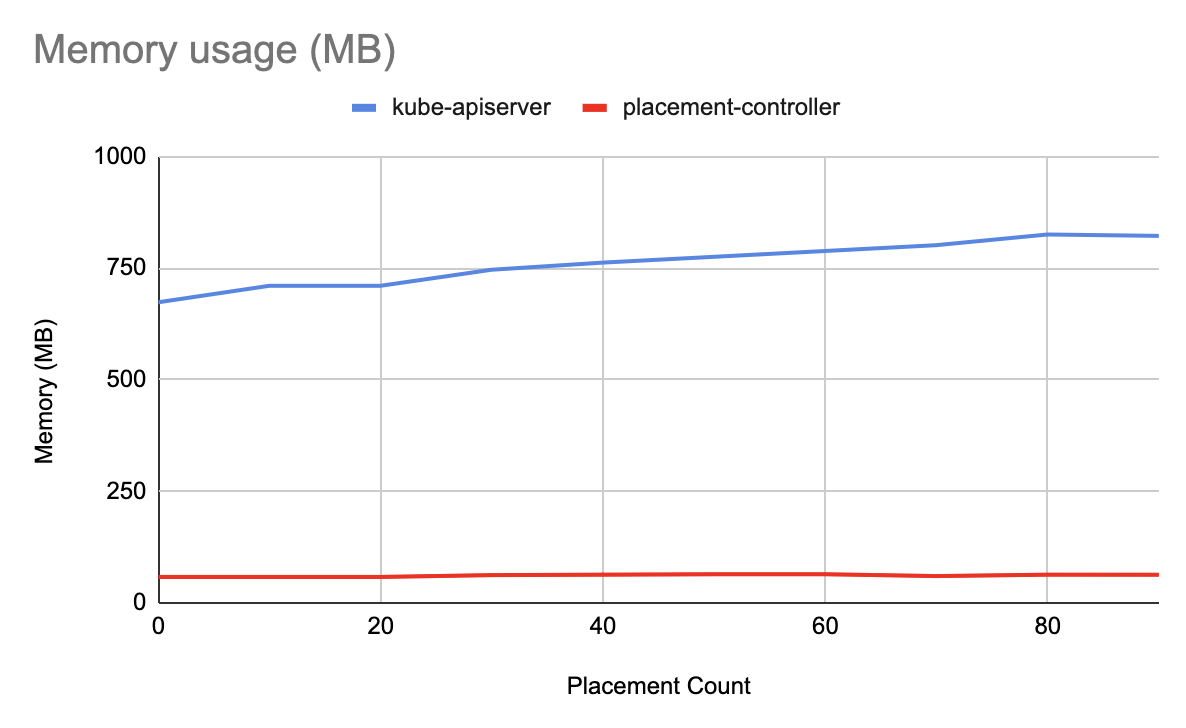 Memory usage (MB)
kube-apiserver placement-controller
1000
750
500
250
0
Memory (MB)
0 20 40 60 80
Placement Count